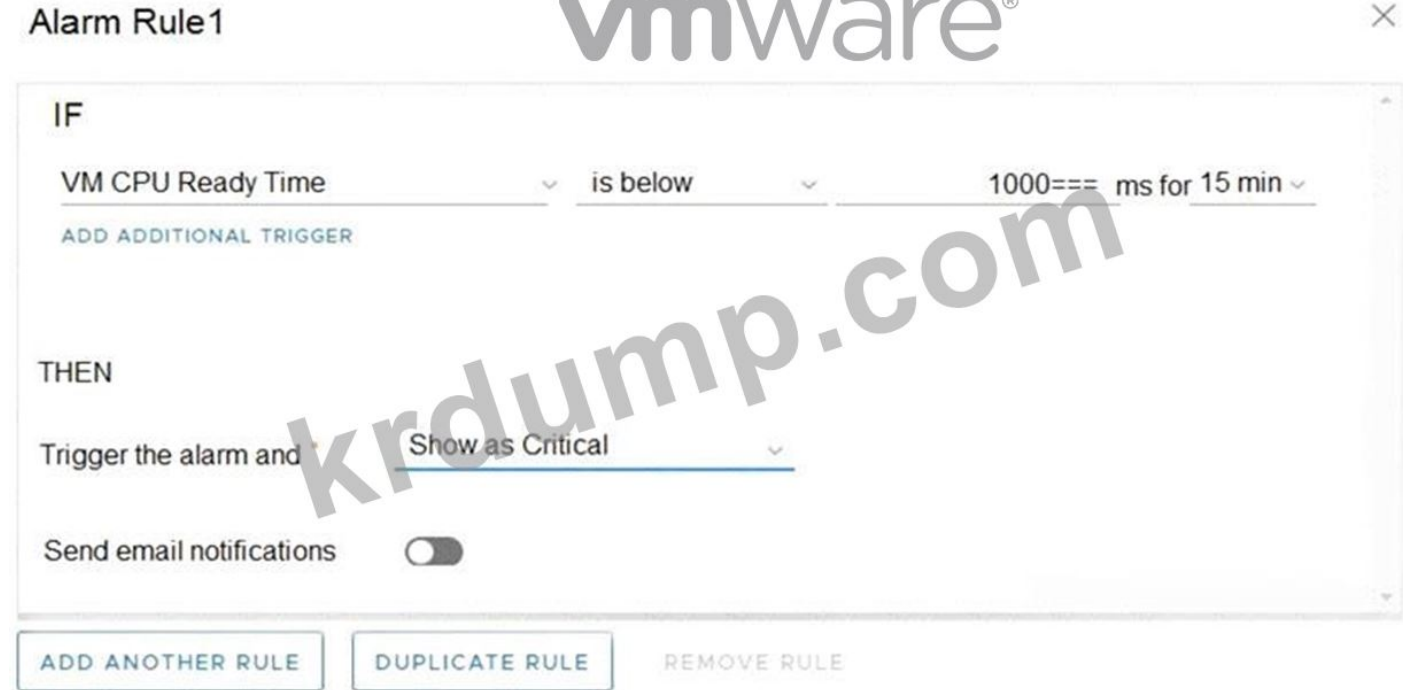 vmware®
Alarm Rule1
IF
VM CPU Ready Time is below 1000=== ms for 15 min
ADD ADDITIONAL TRIGGER
THEN
Trigger the alarm and * Show as Critical
Send email notifications
ADD ANOTHER RULE DUPLICATE RULE REMOVE RULE
krdump.com